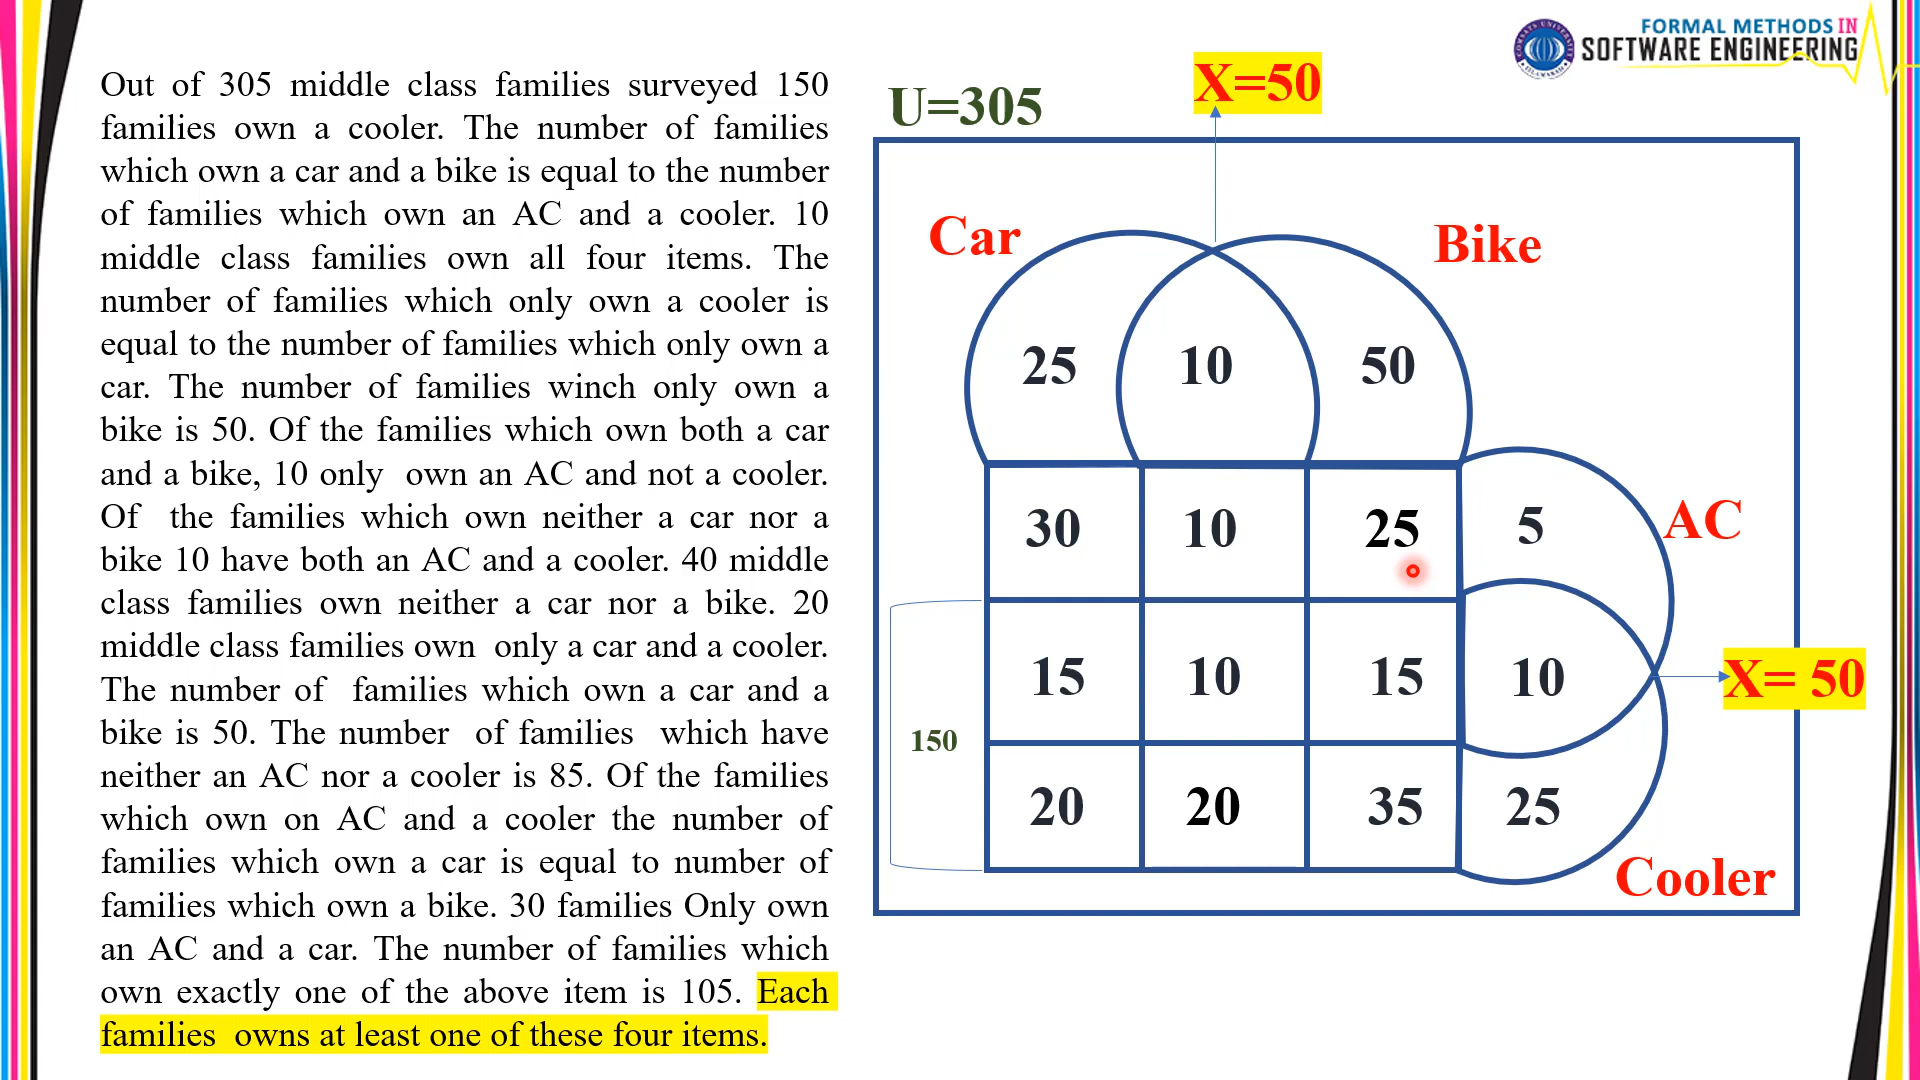 FORMAL METHODS IN
SOFTWARE ENGINEERING
Out of 305 middle class families surveyed 150
families own a cooler. The number of families
which own a car and a bike is equal to the number
of families which own an AC and a cooler. 10
middle class families own all four items. The
number of families which only own a cooler is
equal to the number of families which only own a
car. The number of families winch only own a
bike is 50. Of the families which own both a car
and a bike, 10 only own an AC and not a cooler.
Of the families which own neither a car nor a
bike 10 have both an AC and a cooler. 40 middle
class families own neither a car nor a bike. 20
middle class families own only a car and a cooler.
The number of families which own a car and a
bike is 50. The number of families which have
neither an AC nor a cooler is 85. Of the families
which own on AC and a cooler the number of
families which own a car is equal to number of
families which own a bike. 30 families Only own
an AC and a car. The number of families which
own exactly one of the above item is 105. Each
families owns at least one of these four items.
U=305
X=50
Car
Bike
25 10 50
AC
30 10 25 5
15 10 15 10
X= 50
150
20 20 35 25
Cooler